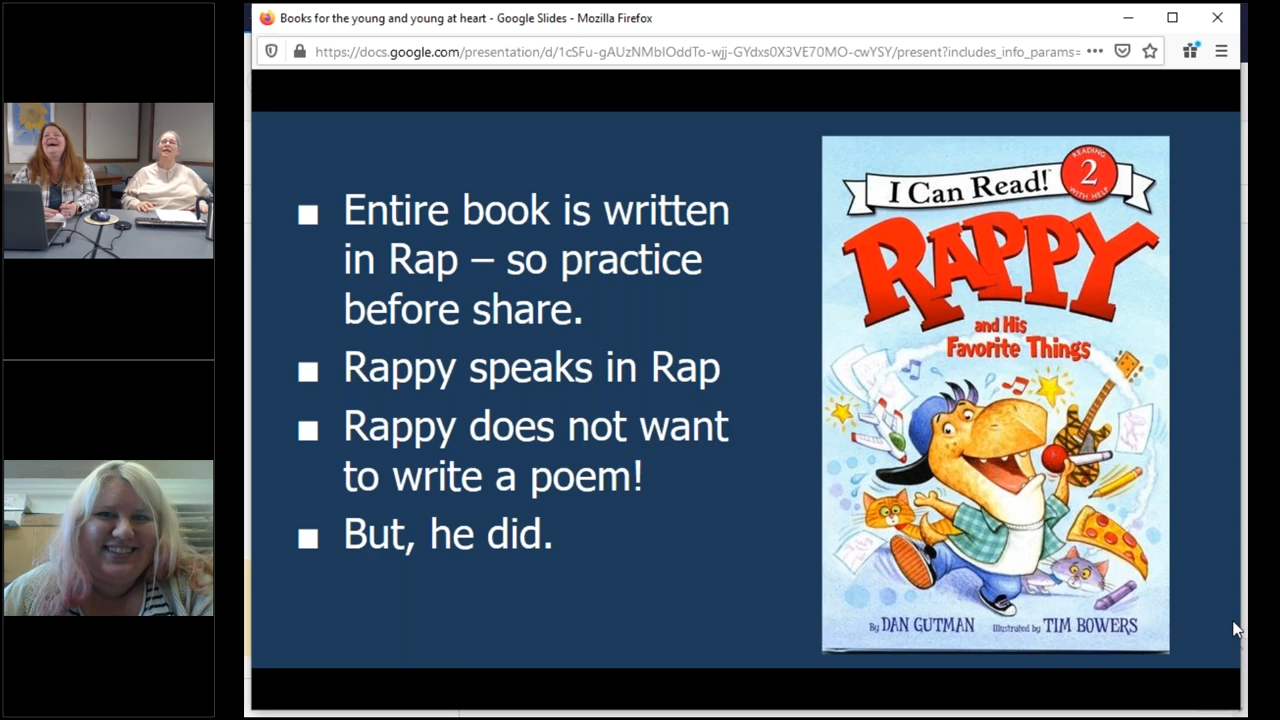 Books for the young and young at heart - Google Slides - Mozilla Firefox
https://docs.google.com/presentation/d/1cSFu-gAUzNMbIOddTo-wjj-GYdxs0X3VE70MO-cwYSY/present?includes_info_params=
■ Entire book is written
in Rap – so practice
before share.
■ Rappy speaks in Rap
■ Rappy does not want
to write a poem!
■ But, he did.
READING
2
WITH HELP
I Can Read!
RAPPY
and His
Favorite Things
By DAN GUTMAN Illustrated by TIM BOWERS